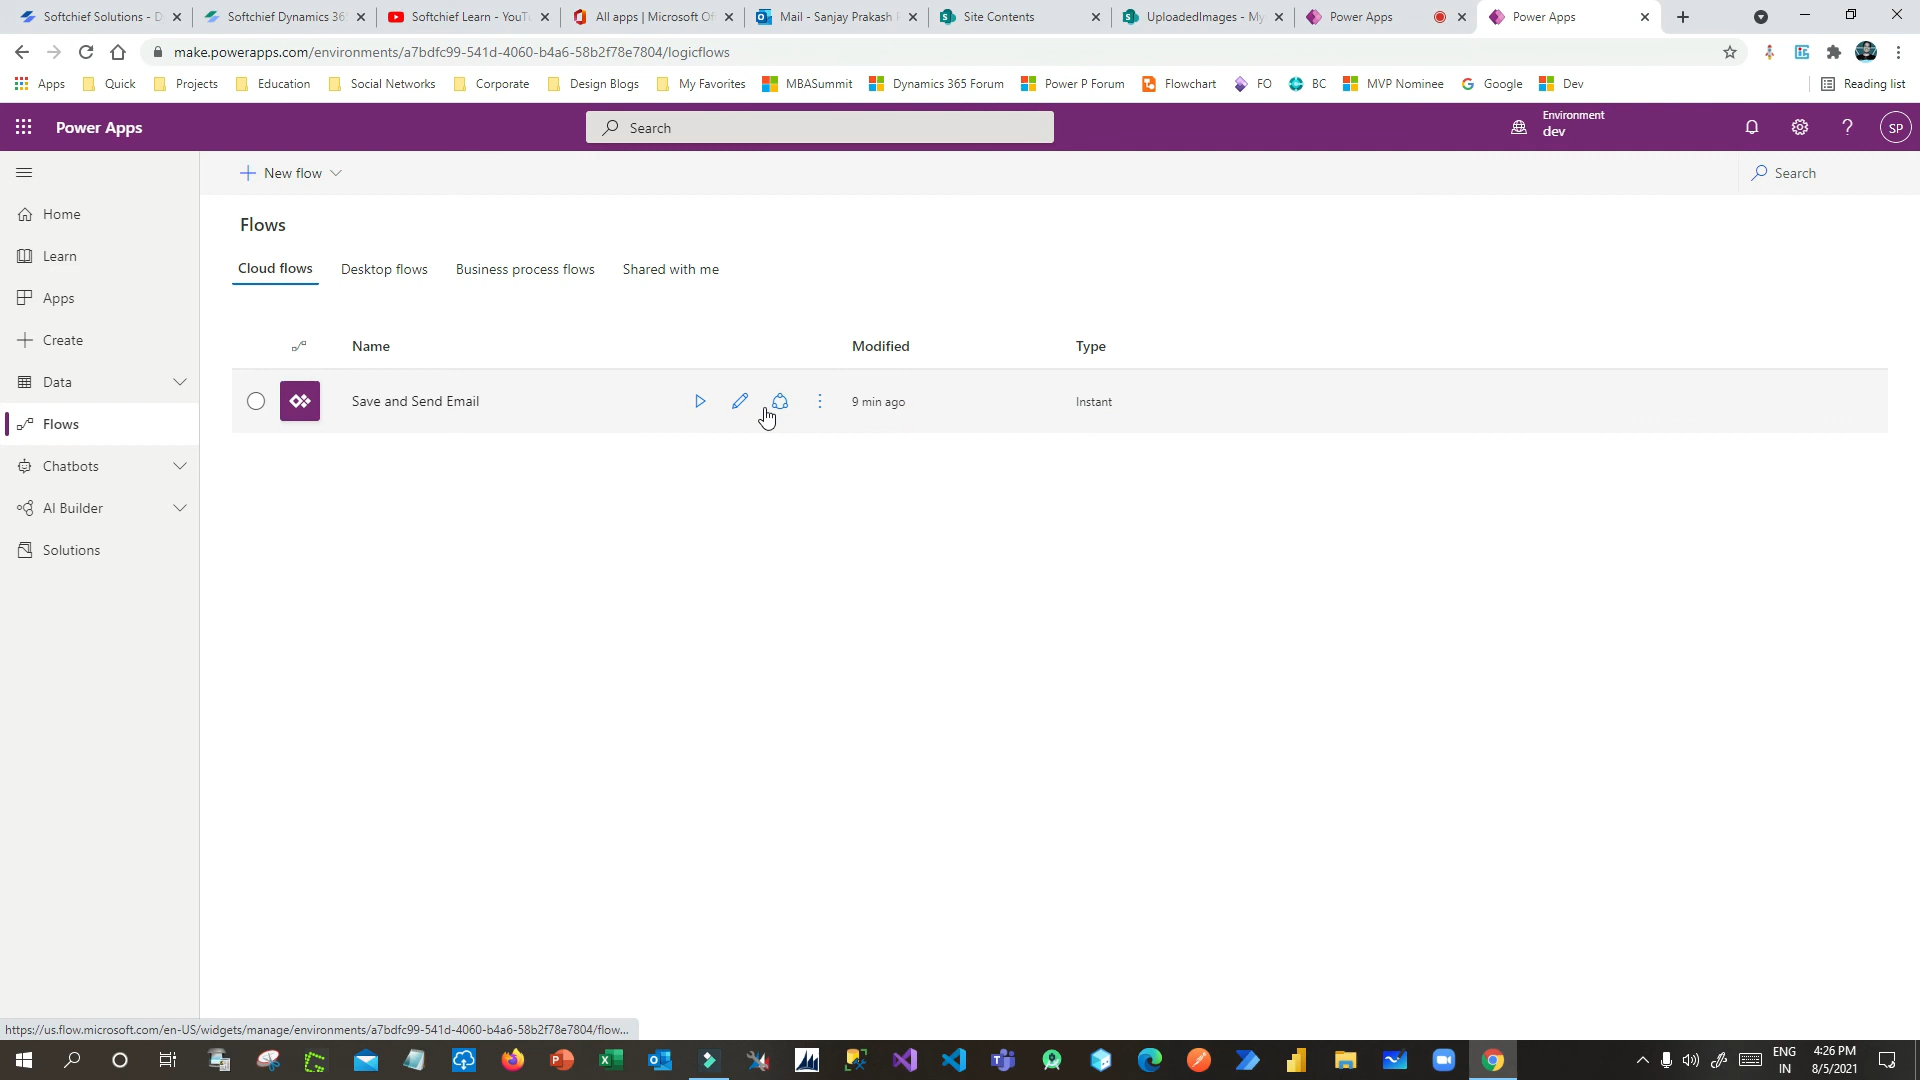 Softchief Solutions - D
Softchief Dynamics 36
Softchief Learn - YouTu
All apps | Microsoft Of
Mail - Sanjay Prakash
Site Contents
UploadedImages - My
Power Apps
Power Apps
make.powerapps.com/environments/a7bdfc99-541d-4060-b4a6-58b2f78e7804/logicflows
Apps
Quick
Projects
Education
Social Networks
Corporate
Design Blogs
My Favorites
MBASummit
Dynamics 365 Forum
Power P Forum
Flowchart
FO
BC
MVP Nominee
Google
Dev
Reading list
Power Apps
Search
Environment
dev
SP
New flow
Search
Home
Learn
Apps
Create
Data
Flows
Chatbots
AI Builder
Solutions
Flows
Cloud flows
Desktop flows
Business process flows
Shared with me
Name
Modified
Type
Save and Send Email
9 min ago
Instant
https://us.flow.microsoft.com/en-US/widgets/manage/environments/a7bdfc99-541d-4060-b4a6-58b2f78e7804/flow...
ENG
IN
4:26 PM
8/5/2021